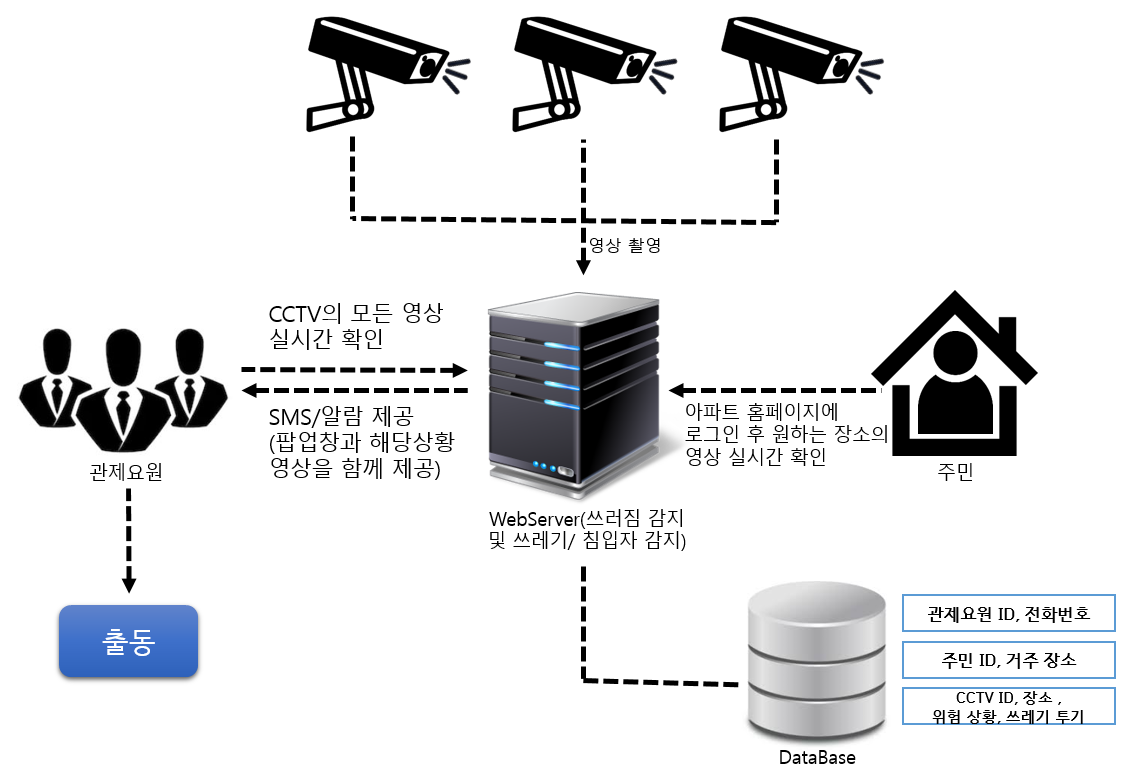 영상 촬영
CCTV의 모든 영상
실시간 확인
SMS/알람 제공
(팝업창과 해당상황
영상을 함께 제공)
관제요원
출동
아파트 홈페이지에
로그인 후 원하는 장소의
영상 실시간 확인
주민
WebServer(쓰러짐 감지
및 쓰레기/ 침입자 감지)
관제요원 ID, 전화번호
주민 ID, 거주 장소
CCTV ID, 장소 ,
위험 상황, 쓰레기 투기
DataBase